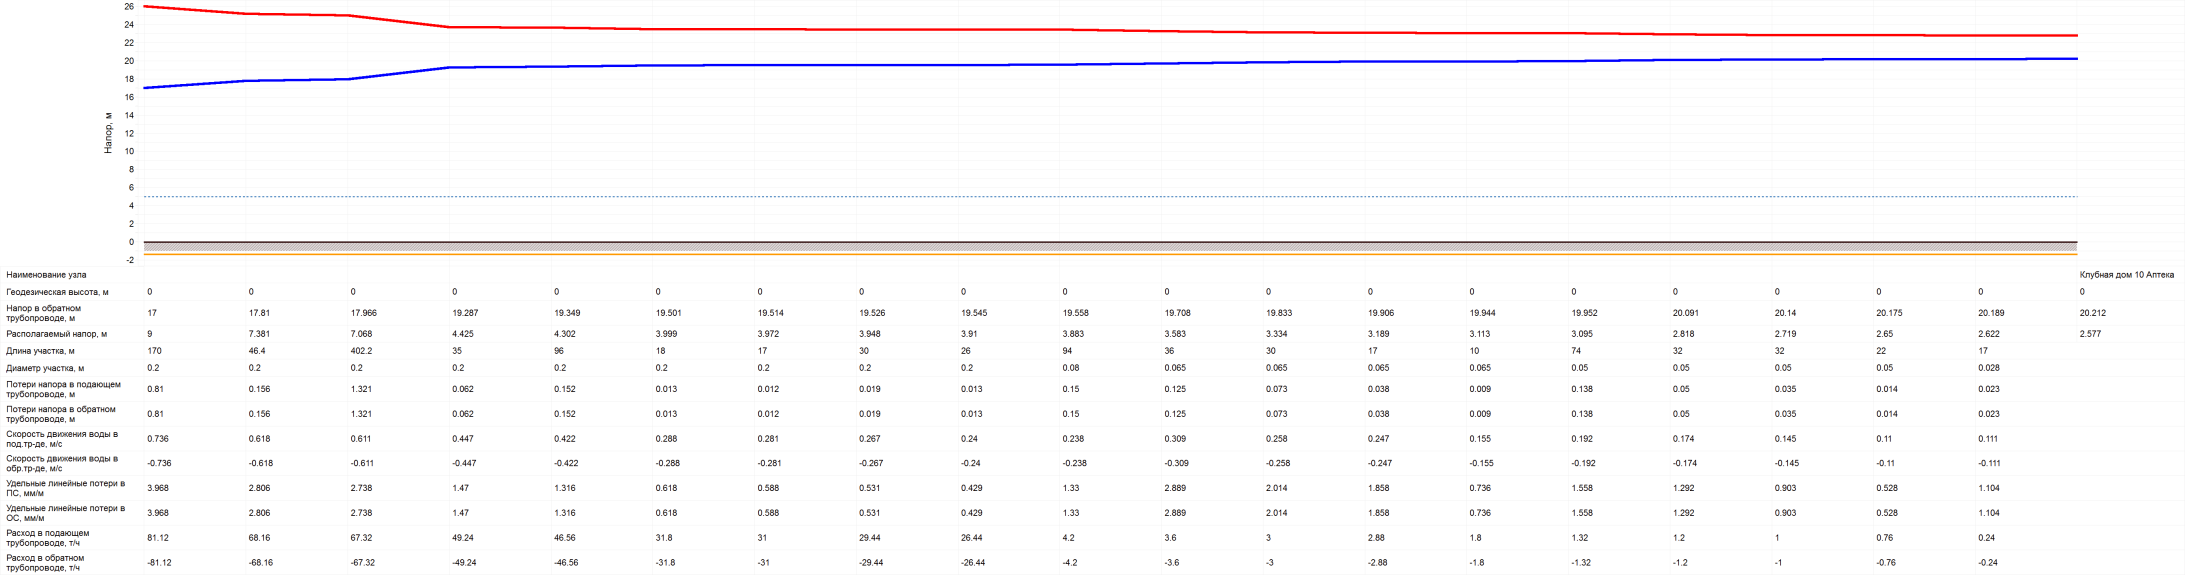 26
24
22
20
18
16
14
12
10
8
6
4
2
0
-2
Напор, м
Наименование узла Клубная дом 10 Аптека
Геодезическая высота, м 0 0 0 0 0 0 0 0 0 0 0 0 0 0 0 0 0 0 0 0
Напор в обратном
трубопроводе, м 17 17.81 17.966 19.287 19.349 19.501 19.514 19.526 19.545 19.558 19.708 19.833 19.906 19.944 19.952 20.091 20.14 20.175 20.189 20.212
Располагаемый напор, м 9 7.381 7.068 4.425 4.302 3.999 3.972 3.948 3.91 3.883 3.583 3.334 3.189 3.113 3.095 2.818 2.719 2.65 2.622 2.577
Длина участка, м 170 46.4 402.2 35 96 18 17 30 26 94 36 30 17 10 74 32 32 22 17
Диаметр участка, м 0.2 0.2 0.2 0.2 0.2 0.2 0.2 0.2 0.2 0.08 0.065 0.065 0.065 0.065 0.05 0.05 0.05 0.05 0.028
Потери напора в подающем
трубопроводе, м 0.81 0.156 1.321 0.062 0.152 0.013 0.012 0.019 0.013 0.15 0.125 0.073 0.038 0.009 0.138 0.05 0.035 0.014 0.023
Потери напора в обратном
трубопроводе, м 0.81 0.156 1.321 0.062 0.152 0.013 0.012 0.019 0.013 0.15 0.125 0.073 0.038 0.009 0.138 0.05 0.035 0.014 0.023
Скорость движения воды в
под.тр-де, м/с 0.736 0.618 0.611 0.447 0.422 0.288 0.281 0.267 0.24 0.238 0.309 0.258 0.247 0.155 0.192 0.174 0.145 0.11 0.111
Скорость движения воды в
обр.тр-де, м/с -0.736 -0.618 -0.611 -0.447 -0.422 -0.288 -0.281 -0.267 -0.24 -0.238 -0.309 -0.258 -0.247 -0.155 -0.192 -0.174 -0.145 -0.11 -0.111
Удельные линейные потери в
ПС, мм/м 3.968 2.806 2.738 1.47 1.316 0.618 0.588 0.531 0.429 1.33 2.889 2.014 1.858 0.736 1.558 1.292 0.903 0.528 1.104
Удельные линейные потери в
ОС, мм/м 3.968 2.806 2.738 1.47 1.316 0.618 0.588 0.531 0.429 1.33 2.889 2.014 1.858 0.736 1.558 1.292 0.903 0.528 1.104
Расход в подающем
трубопроводе, т/ч 81.12 68.16 67.32 49.24 46.56 31.8 31 29.44 26.44 4.2 3.6 3 2.88 1.8 1.32 1.2 1 0.76 0.24
Расход в обратном
трубопроводе, т/ч -81.12 -68.16 -67.32 -49.24 -46.56 -31.8 -31 -29.44 -26.44 -4.2 -3.6 -3 -2.88 -1.8 -1.32 -1.2 -1 -0.76 -0.24